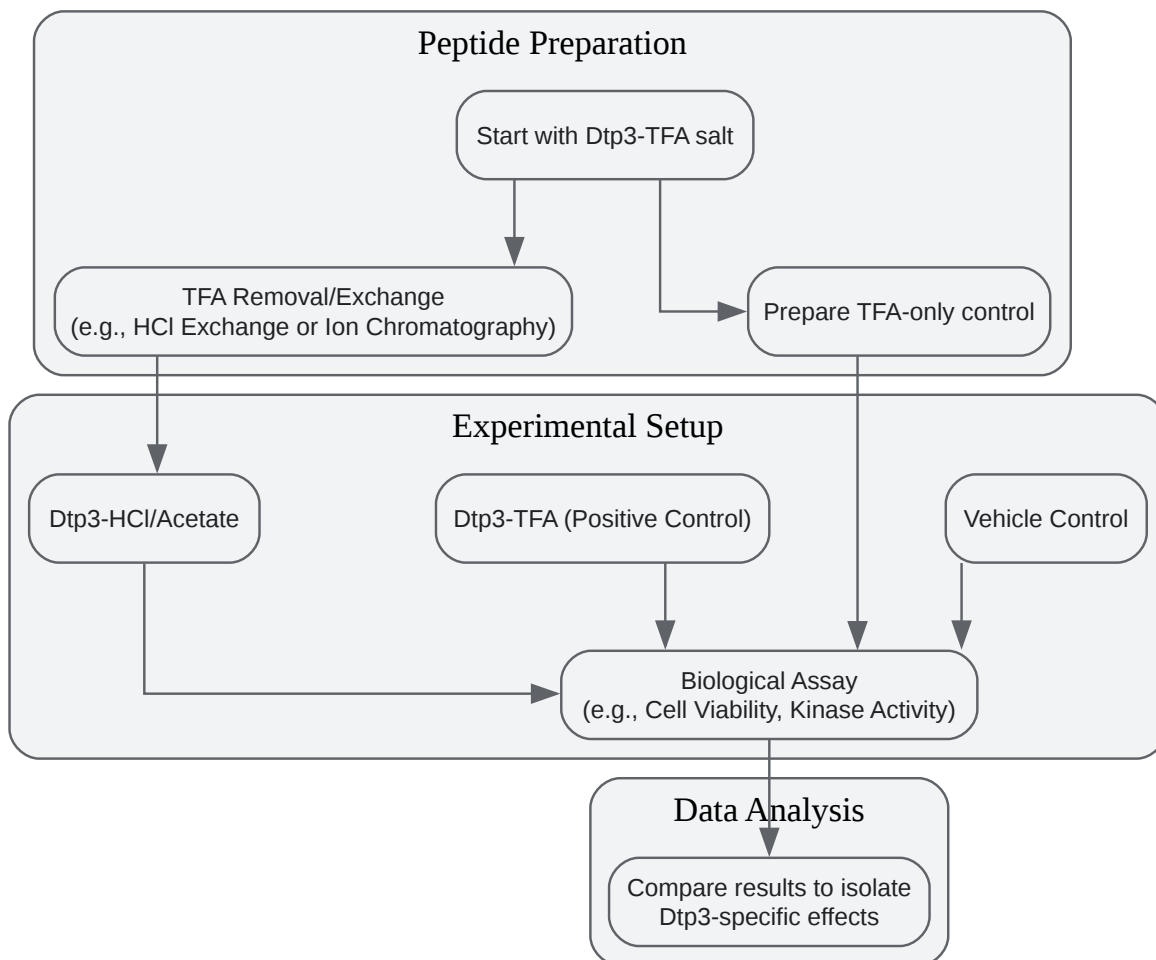 Peptide Preparation
Start with Dtp3-TFA salt
TFA Removal/Exchange
(e.g., HCl Exchange or Ion Chromatography)
Prepare TFA-only control
Experimental Setup
Dtp3-HCl/Acetate
Dtp3-TFA (Positive Control)
Vehicle Control
Biological Assay
(e.g., Cell Viability, Kinase Activity)
Data Analysis
Compare results to isolate
Dtp3-specific effects